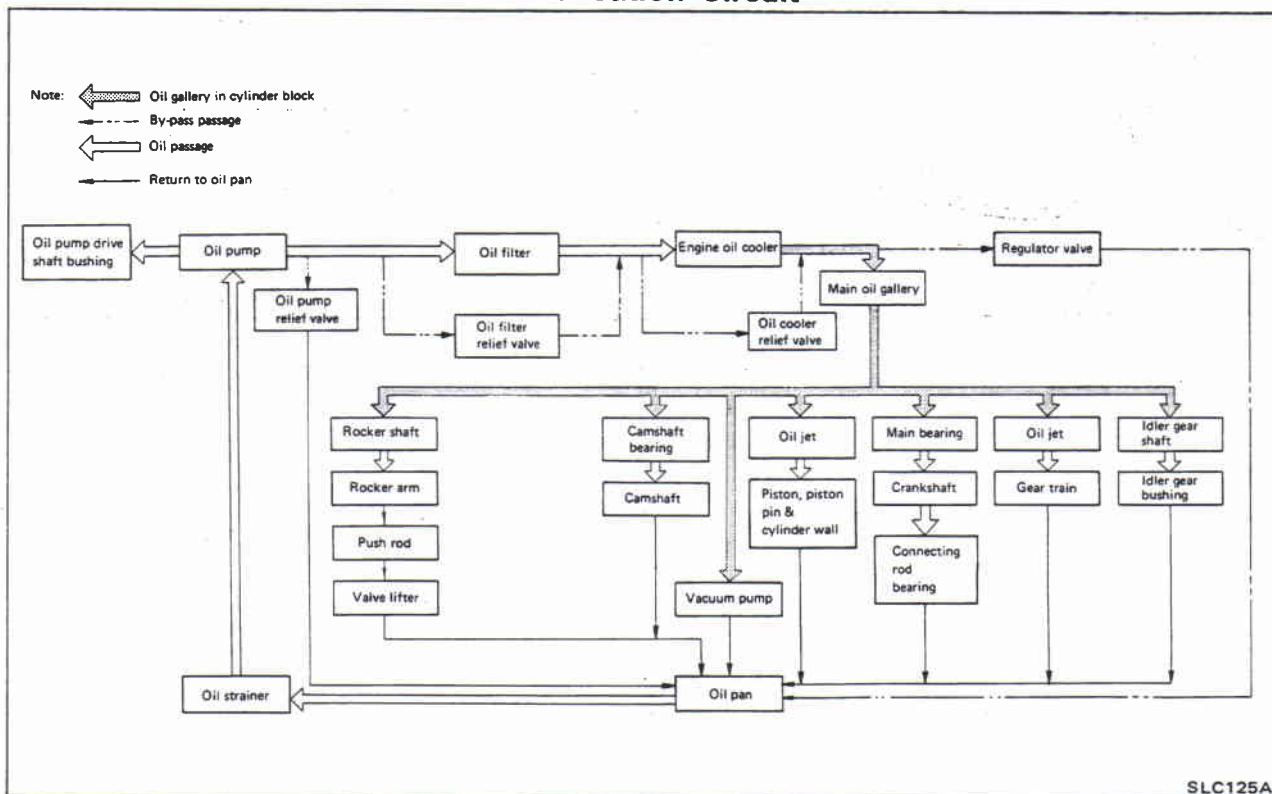 Note:
Oil gallery in cylinder block
By-pass passage
Oil passage
Return to oil pan
Oil pump drive
shaft bushing
Oil pump
Oil filter
Engine oil cooler
Regulator valve
Main oil gallery
Oil pump
relief valve
Oil filter
relief valve
Oil cooler
relief valve
Rocker shaft
Camshaft
bearing
Oil jet
Main bearing
Oil jet
Idler gear
shaft
Rocker arm
Camshaft
Piston, piston
pin &
cylinder wall
Crankshaft
Gear train
Idler gear
bushing
Push rod
Connecting
rod
bearing
Valve lifter
Vacuum pump
Oil strainer
Oil pan
SLC125A